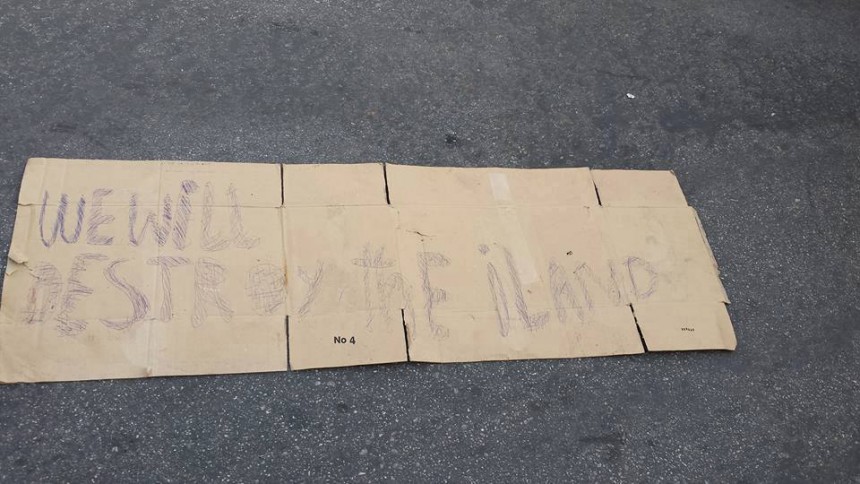 WE WiLL
DESTROY thE iLAND
No 4